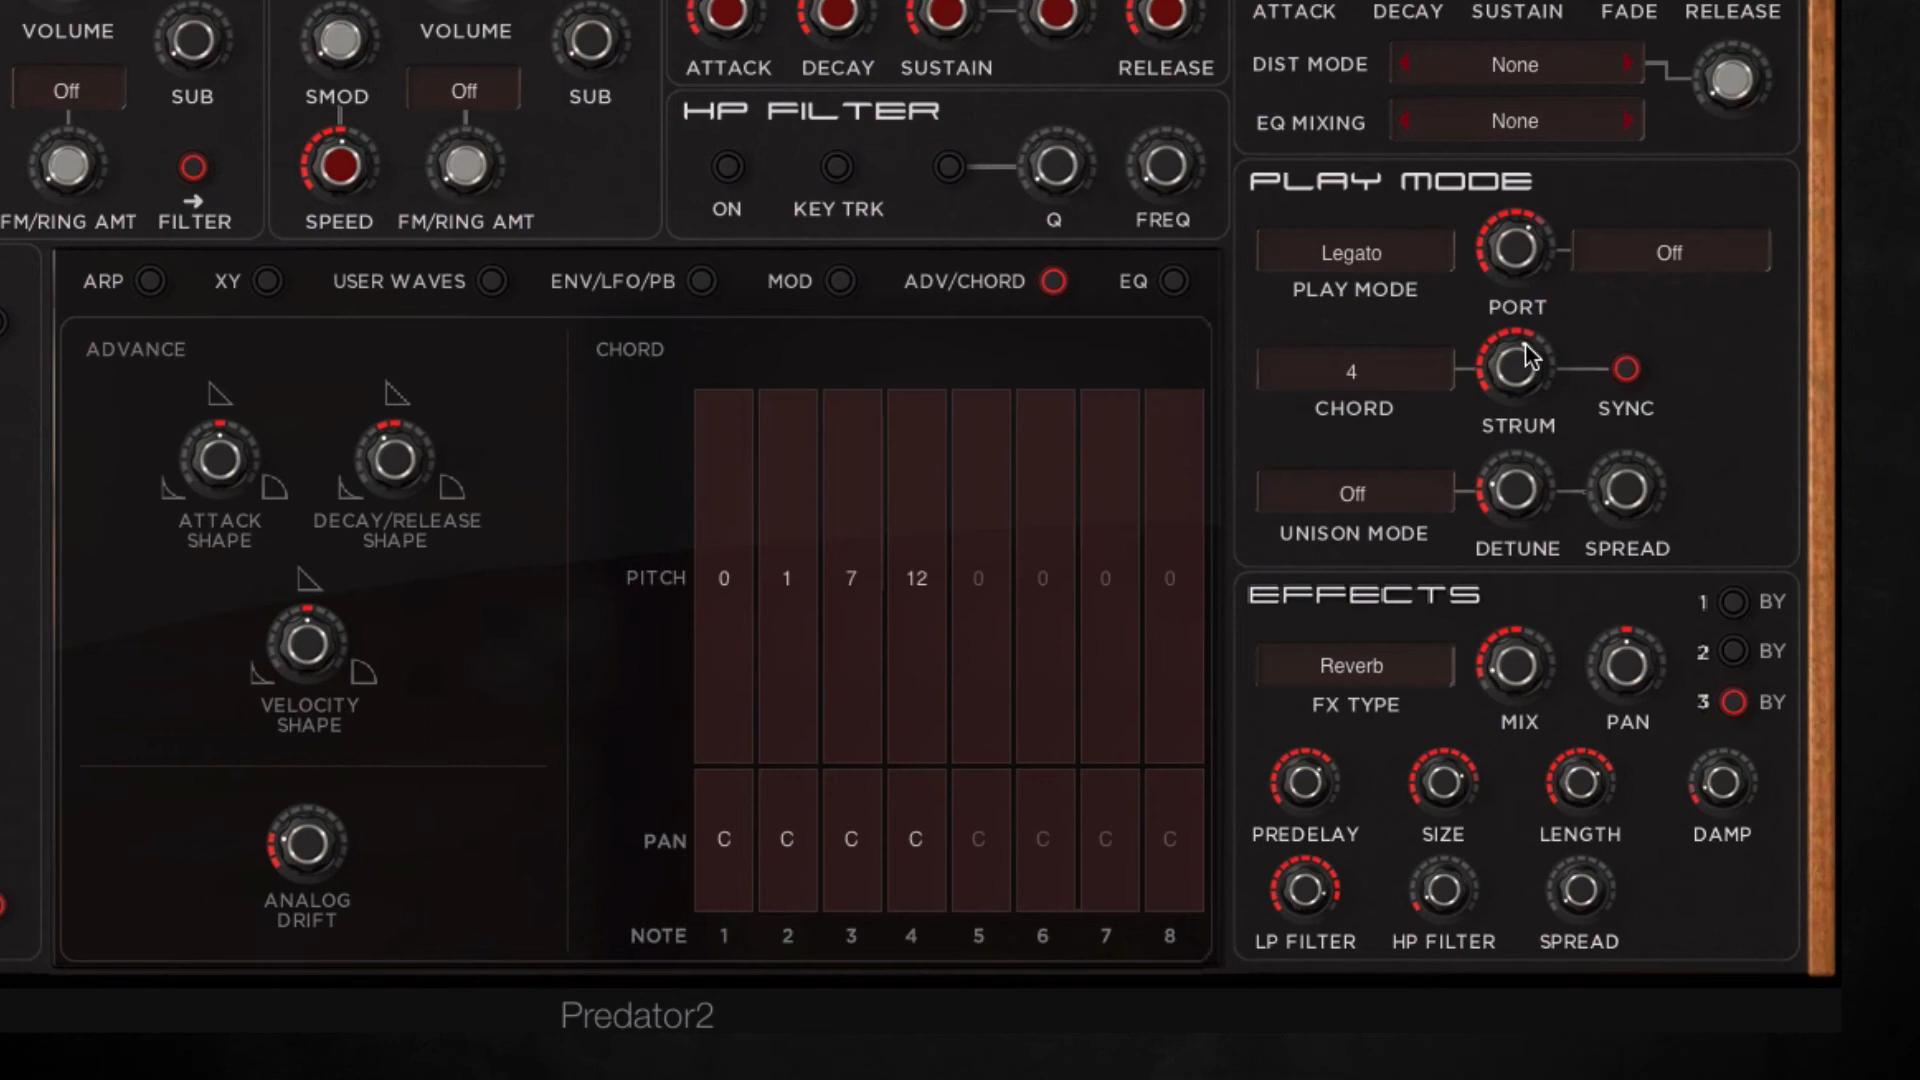 VOLUME
Off
SUB
FM/RING AMT
FILTER
SMOD
VOLUME
Off
SUB
SPEED
FM/RING AMT
ATTACK DECAY SUSTAIN RELEASE
HP FILTER
ON KEY TRK Q FREQ
ATTACK DECAY SUSTAIN FADE RELEASE
DIST MODE None
EQ MIXING None
PLAY MODE
Legato Off
PLAY MODE PORT
4
CHORD STRUM SYNC
Off
UNISON MODE DETUNE SPREAD
ARP XY USER WAVES ENV/LFO/PB MOD ADV/CHORD EQ
ADVANCE
ATTACK
SHAPE
DECAY/RELEASE
SHAPE
VELOCITY
SHAPE
ANALOG
DRIFT
CHORD
PITCH 0 1 7 12 0 0 0 0
PAN C C C C C C C C
NOTE 1 2 3 4 5 6 7 8
EFFECTS
1 BY
2 BY
3 BY
Reverb
FX TYPE MIX PAN
PREDELAY SIZE LENGTH DAMP
LP FILTER HP FILTER SPREAD
Predator2